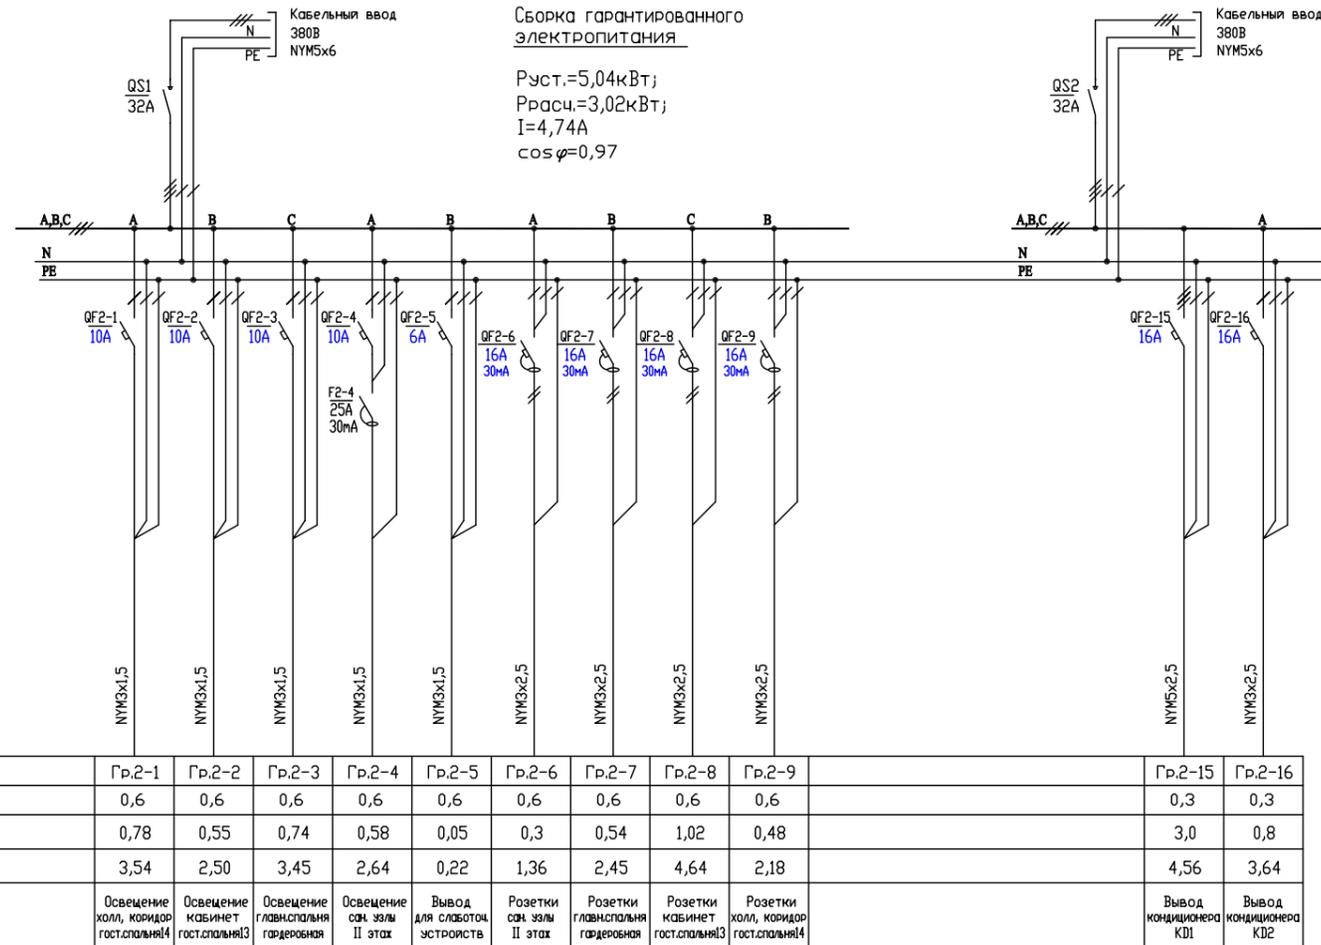 Кабельный ввод
380В
NYM5x6
N
PE
QS1
32А
Сборка гарантированного
электропитания
Pуст.=5,04кВт;
Pрасч.=3,02кВт;
I=4,74А
cosφ=0,97
Кабельный ввод
380В
NYM5x6
N
PE
QS2
32А
A,B,C A B C A B A B C B
N
PE
A,B,C A
N
PE
QF2-1
10А
QF2-2
10А
QF2-3
10А
QF2-4
10А
F2-4
25А
30mA
QF2-5
6А
QF2-6
16А
30мА
QF2-7
16А
30мА
QF2-8
16А
30мА
QF2-9
16А
30мА
QF2-15
16А
QF2-16
16А
NYM3x1,5
NYM3x1,5
NYM3x1,5
NYM3x1,5
NYM3x1,5
NYM3x2,5
NYM3x2,5
NYM3x2,5
NYM3x2,5
NYM5x2,5
NYM3x2,5
Гр.2-1 Гр.2-2 Гр.2-3 Гр.2-4 Гр.2-5 Гр.2-6 Гр.2-7 Гр.2-8 Гр.2-9 Гр.2-15 Гр.2-16
0,6 0,6 0,6 0,6 0,6 0,6 0,6 0,6 0,6 0,3 0,3
0,78 0,55 0,74 0,58 0,05 0,3 0,54 1,02 0,48 3,0 0,8
3,54 2,50 3,45 2,64 0,22 1,36 2,45 4,64 2,18 4,56 3,64
Освещение
холл, коридор
гост.спальня14
Освещение
кабинет
гост.спальня13
Освещение
главн.спальня
гардеробная
Освещение
сан. узлы
II этаж
Вывод
для слаботоч.
устройств
Розетки
сан. узлы
II этаж
Розетки
главн.спальня
гардеробная
Розетки
кабинет
гост.спальня13
Розетки
холл, коридор
гост.спальня14
Вывод
кондиционера
KD1
Вывод
кондиционера
KD2